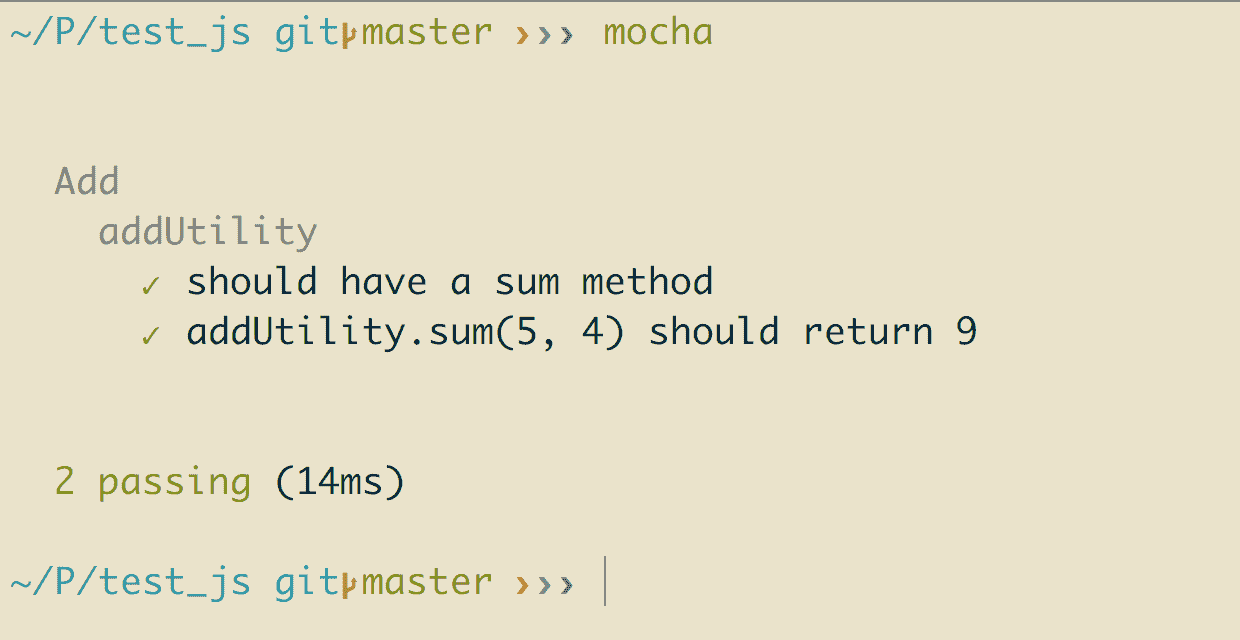 ~/P/test_js git master ❯❯❯ mocha
Add
addUtility
✓ should have a sum method
✓ addUtility.sum(5, 4) should return 9
2 passing (14ms)
~/P/test_js git master ❯❯❯